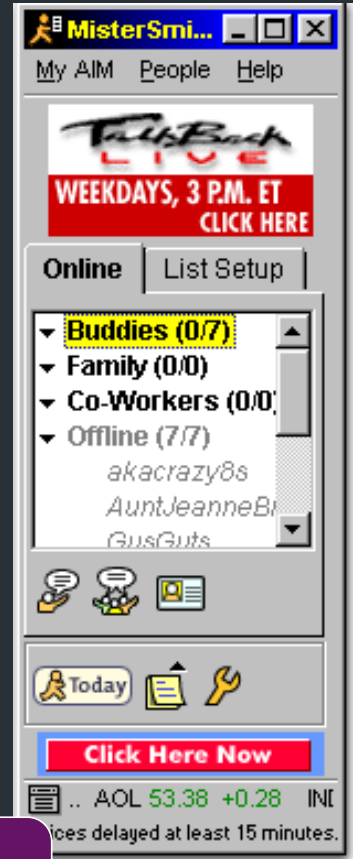 MisterSmi...
My AIM People Help
TalkBack
LIVE
WEEKDAYS, 3 P.M. ET
CLICK HERE
Online List Setup
Buddies (0/7)
Family (0/0)
Co-Workers (0/0)
Offline (7/7)
akacrazy8s
AuntJeanneBr
GusGuts
Today
Click Here Now
.. AOL 53.38 +0.28 IND
ices delayed at least 15 minutes.